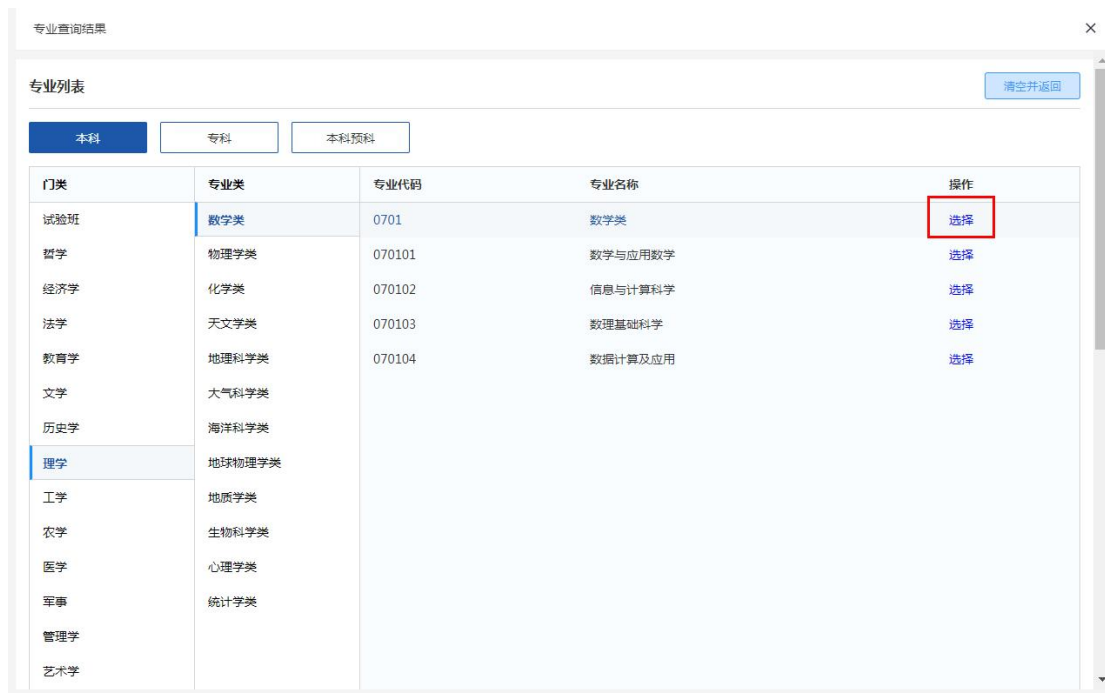 专业查询结果
×
专业列表 清空并返回
本科 专科 本科预科
门类 专业类 专业代码 专业名称 操作
试验班 数学类 0701 数学类 选择
哲学 物理学类 070101 数学与应用数学 选择
经济学 化学类 070102 信息与计算科学 选择
法学 天文学类 070103 数理基础科学 选择
教育学 地理科学类 070104 数据计算及应用 选择
文学 大气科学类
历史学 海洋科学类
理学 地球物理学类
工学 地质学类
农学 生物科学类
医学 心理学类
军事 统计学类
管理学
艺术学